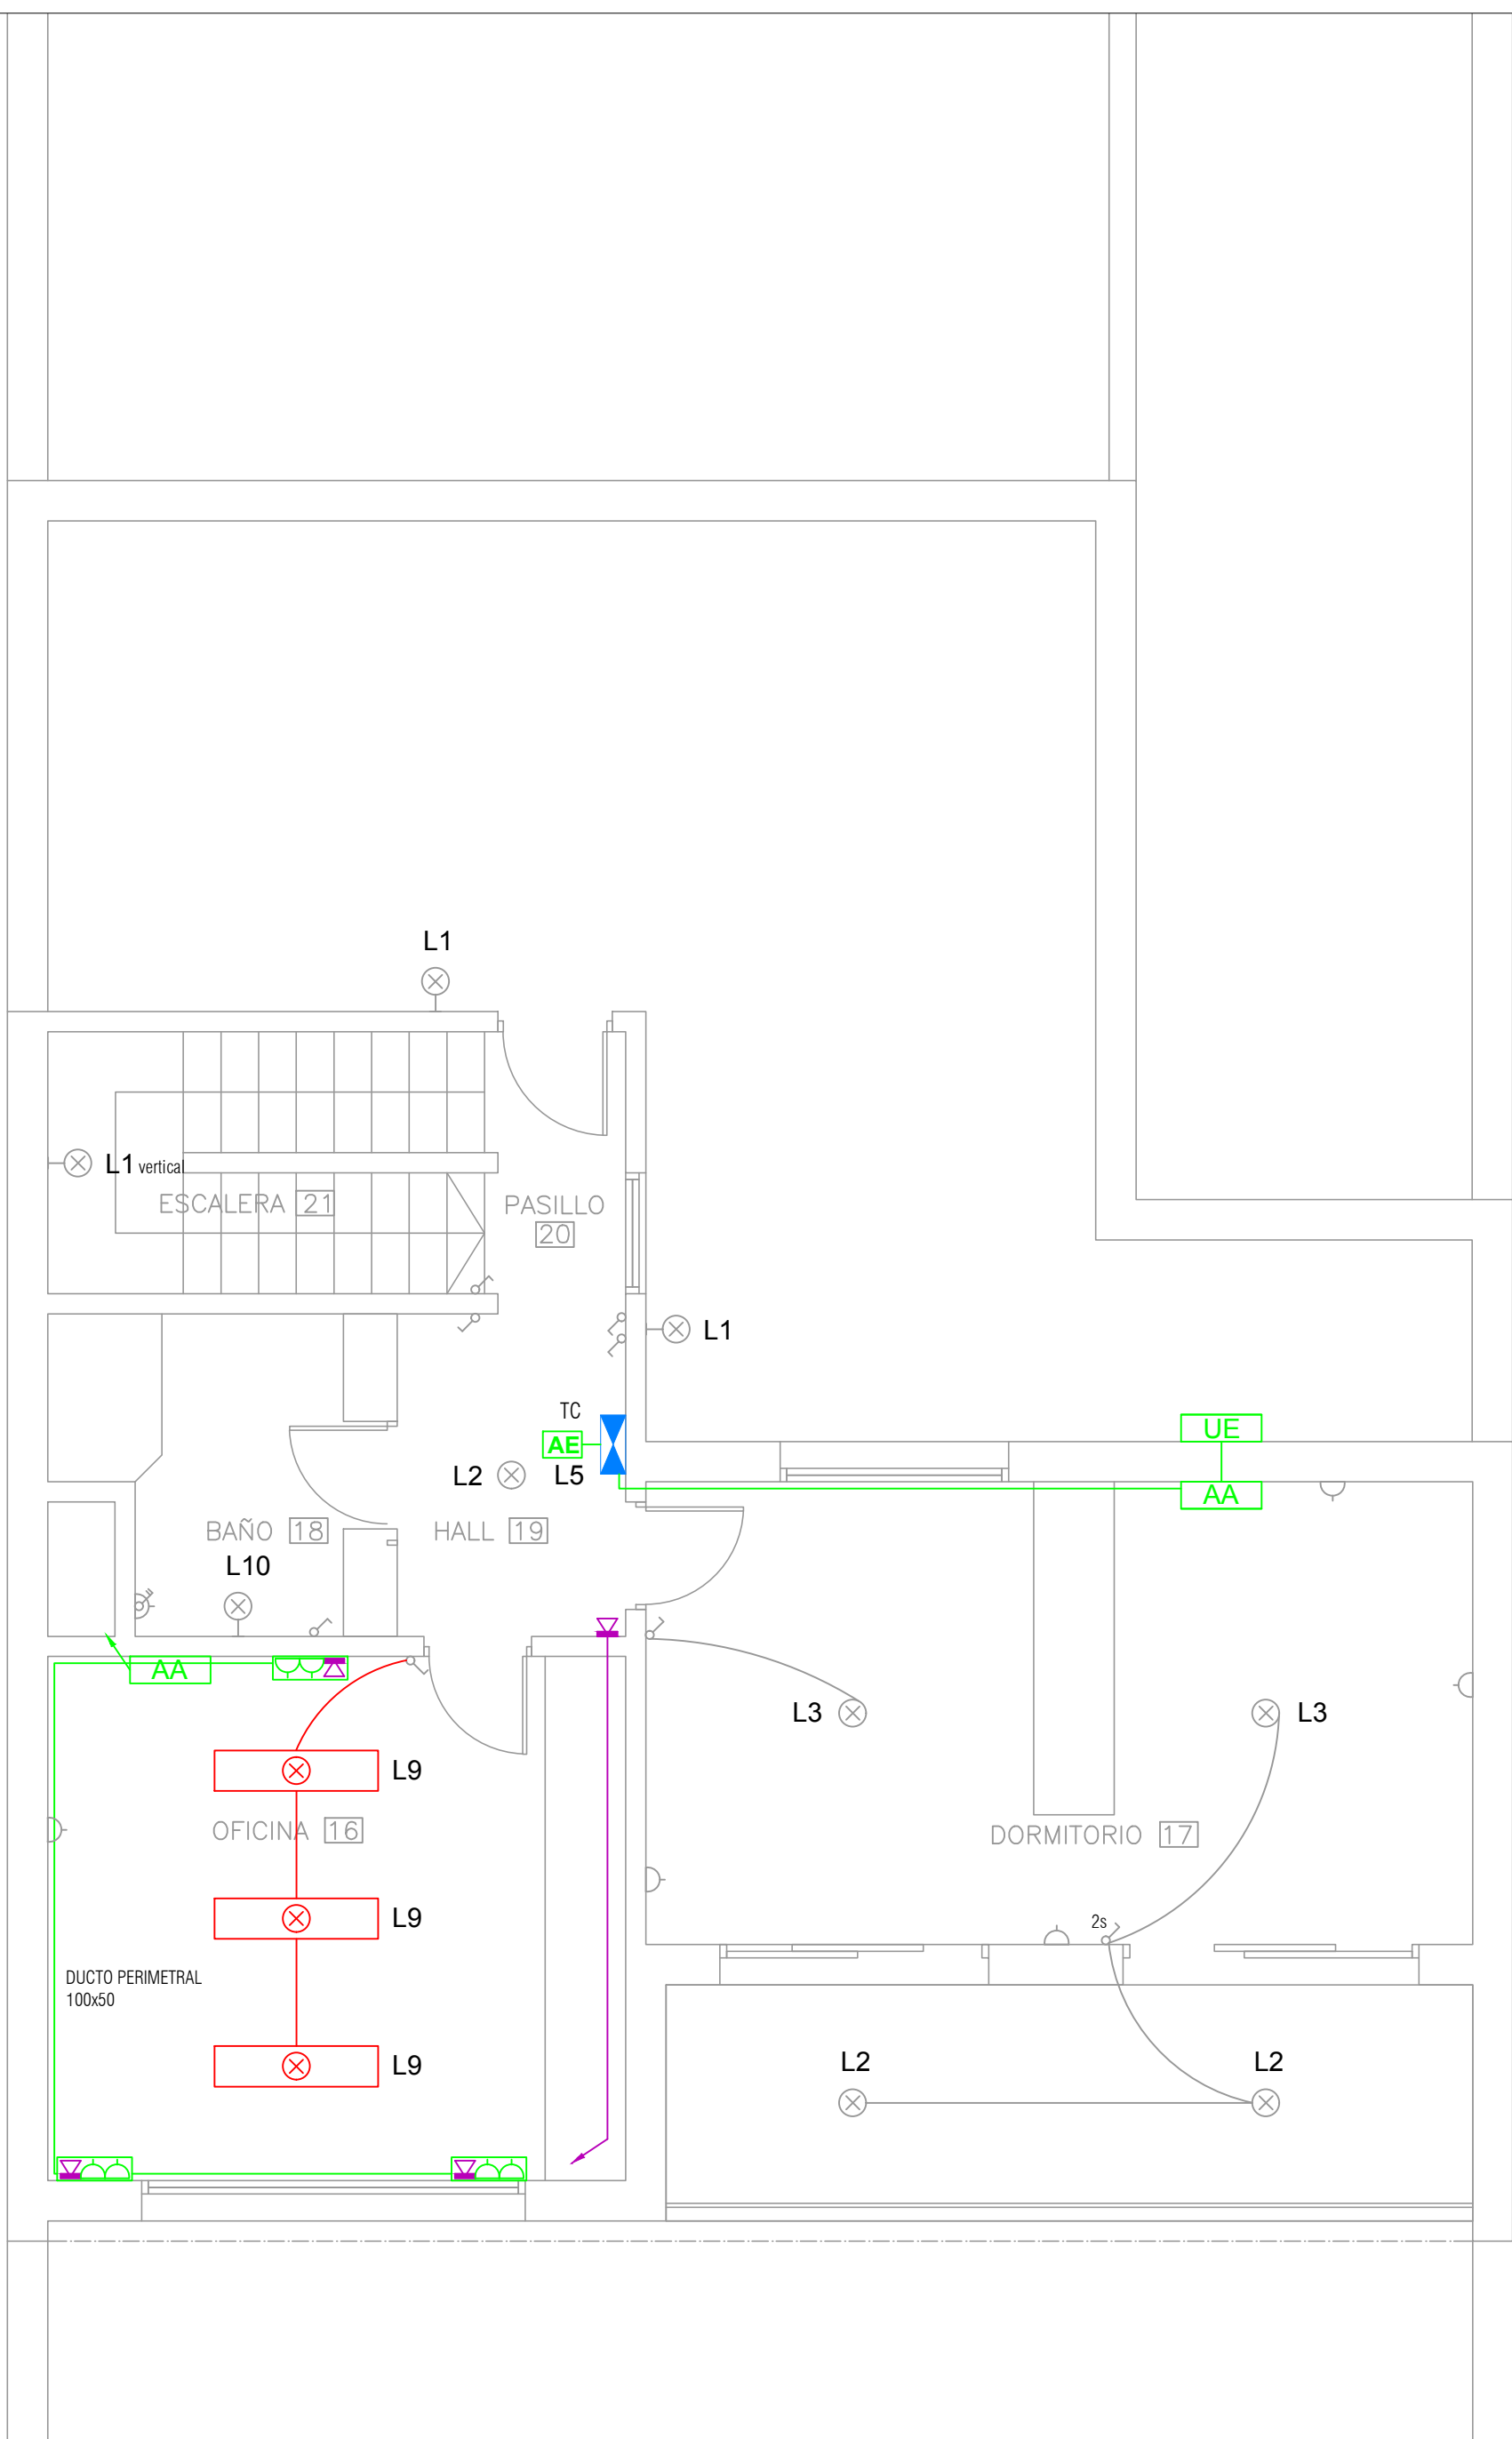 L1
L1 vertical
ESCALERA 21
PASILLO
20
L1
TC
AE
L5
L2
UE
AA
BAÑO 18
HALL 19
L10
AA
L3
L3
L9
OFICINA 16
DORMITORIO 17
L9
2s
DUCTO PERIMETRAL
100x50
L9
L2
L2